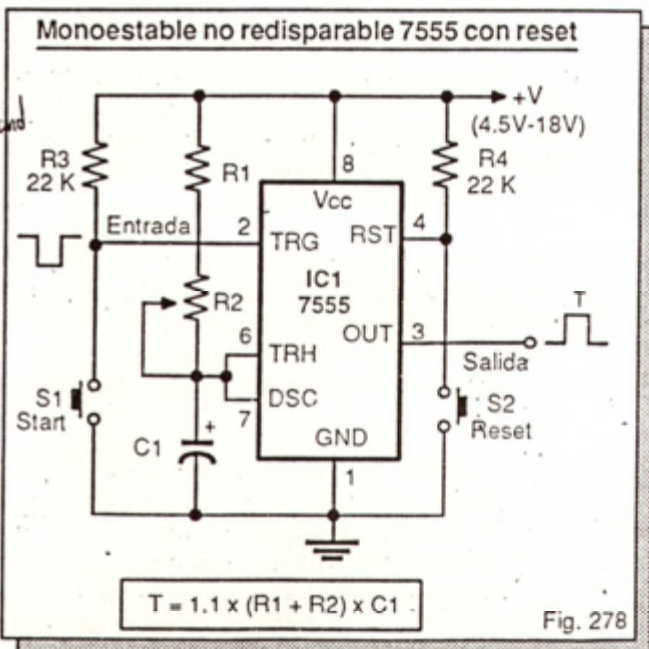 Monoestable no redisparable 7555 con reset
+V
(4.5V-18V)
R3
22 K
R1
8
R4
22 K
Vcc
Entrada
2
TRG
RST
4
IC1
7555
R2
T
6
TRH
OUT
3
Salida
S1
Start
DSC
7
S2
Reset
C1
+
GND
1
T = 1.1 x (R1 + R2) x C1
Fig. 278